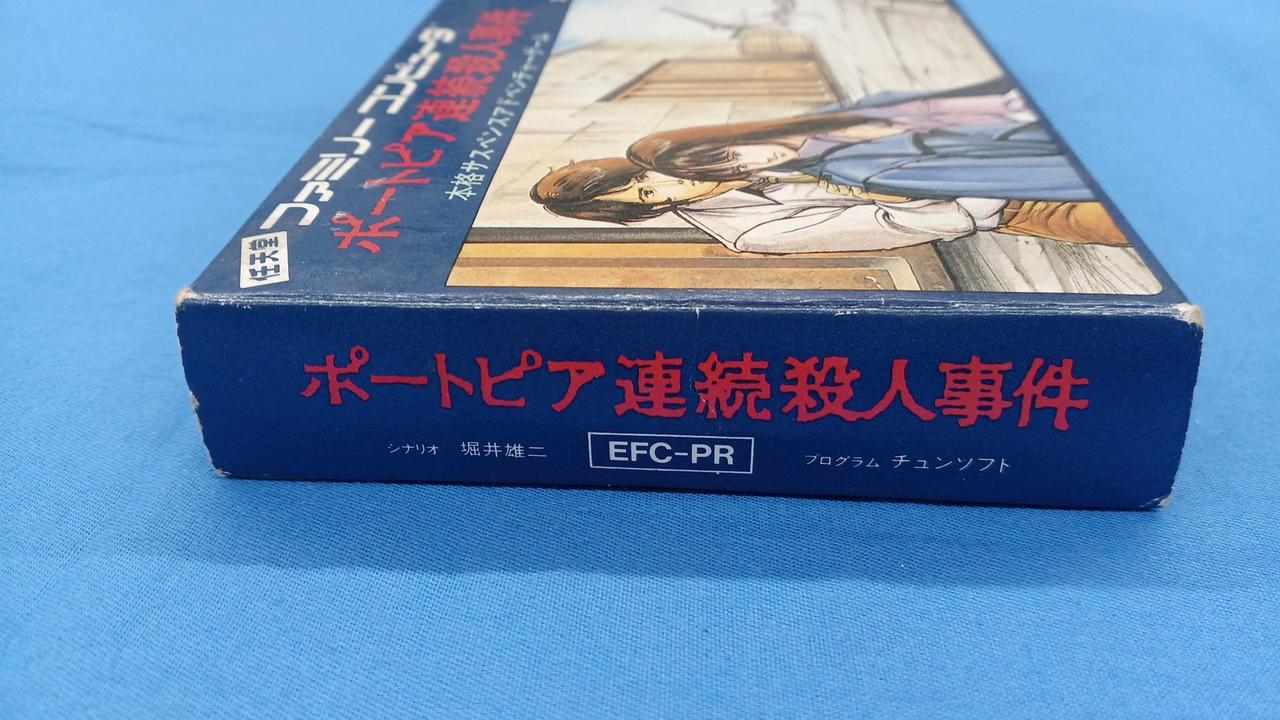 任天堂 ファミリーコンピュータ
ポートピア連続殺人事件
本格サスペンスアドベンチャーゲーム
ポートピア連続殺人事件
シナリオ 堀井雄二 EFC-PR プログラム チュンソフト